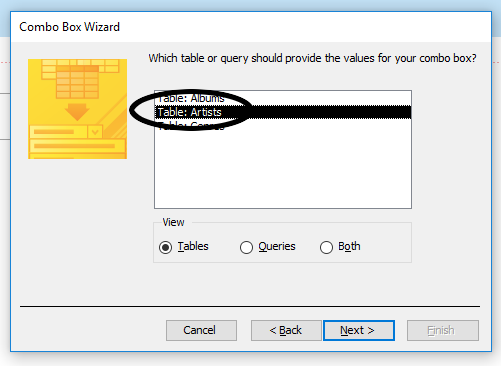 Combo Box Wizard
Which table or query should provide the values for your combo box?
Table: Albums
Table: Artists
Table: Genres
View
Tables Queries Both
Cancel < Back Next > Finish